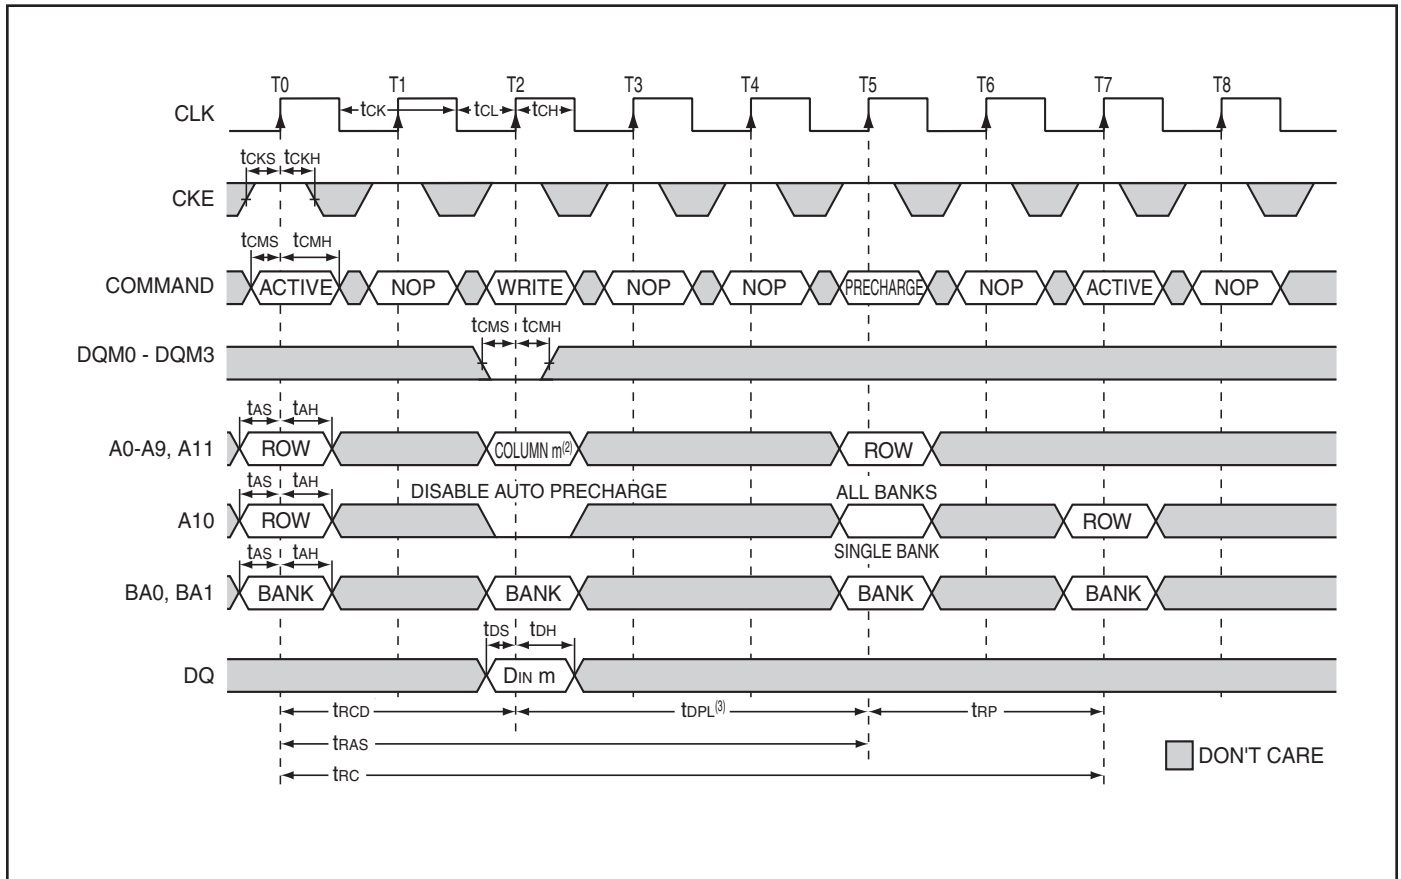 T0 T1 T2 T3 T4 T5 T6 T7 T8
CLK tCK tCL tCH
tCKS tCKH
CKE
tCMS tCMH
COMMAND ACTIVE NOP WRITE NOP NOP PRECHARGE NOP ACTIVE NOP
tCMS tCMH
DQM0 - DQM3
tAS tAH
A0-A9, A11 ROW COLUMN m(2) ROW
tAS tAH DISABLE AUTO PRECHARGE ALL BANKS
A10 ROW ROW
tAS tAH SINGLE BANK
BA0, BA1 BANK BANK BANK BANK
tDS tDH
DQ DIN m
tRCD tDPL(3) tRP
tRAS
DON'T CARE
tRC